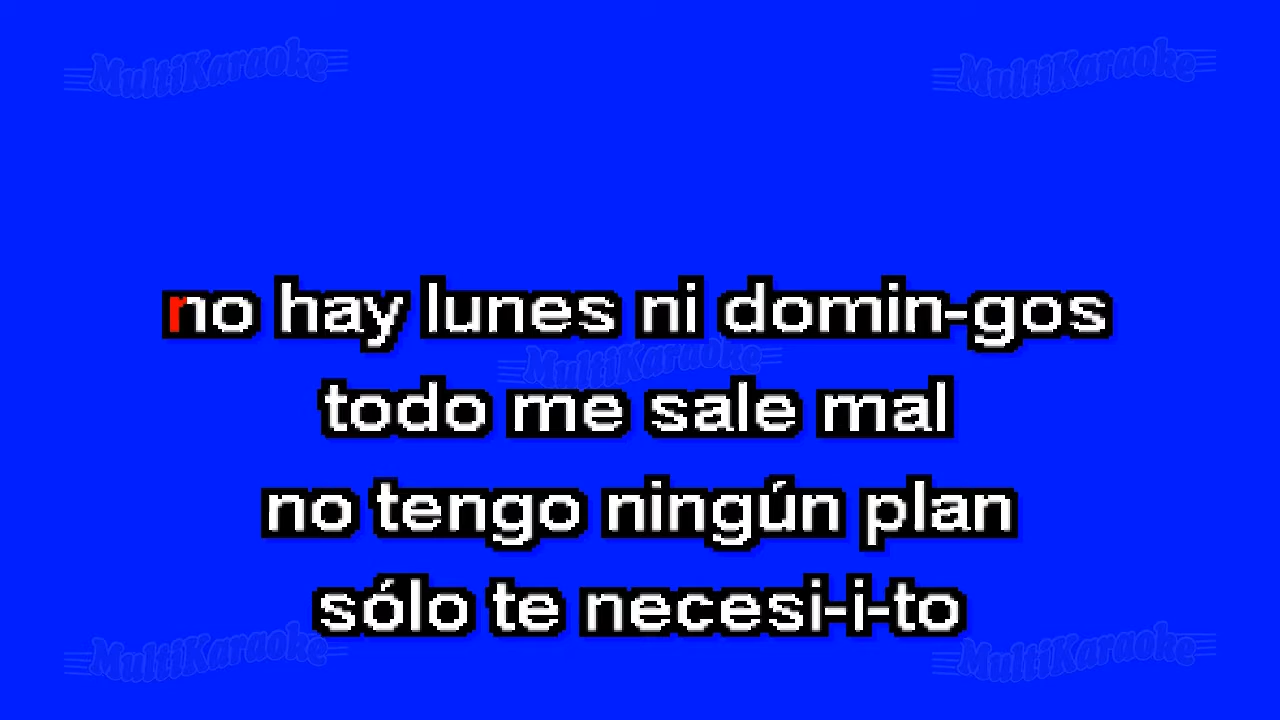 MultiKaraoke MultiKaraoke
no hay lunes ni domin-gos
MultiKaraoke
todo me sale mal
no tengo ningún plan
sólo te necesi-i-to
MultiKaraoke MultiKaraoke